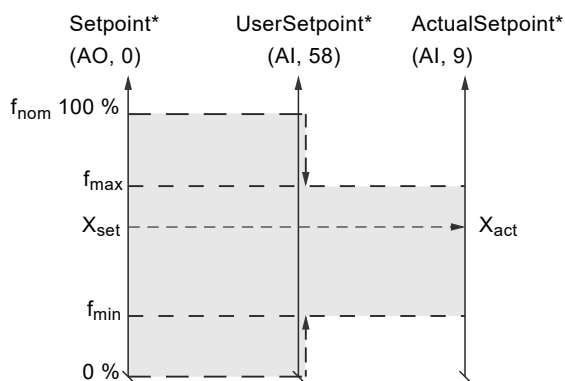 Setpoint* UserSetpoint* ActualSetpoint*
(AO, 0) (AI, 58) (AI, 9)
fnom 100 %
fmax
Xset Xact
fmin
0 %